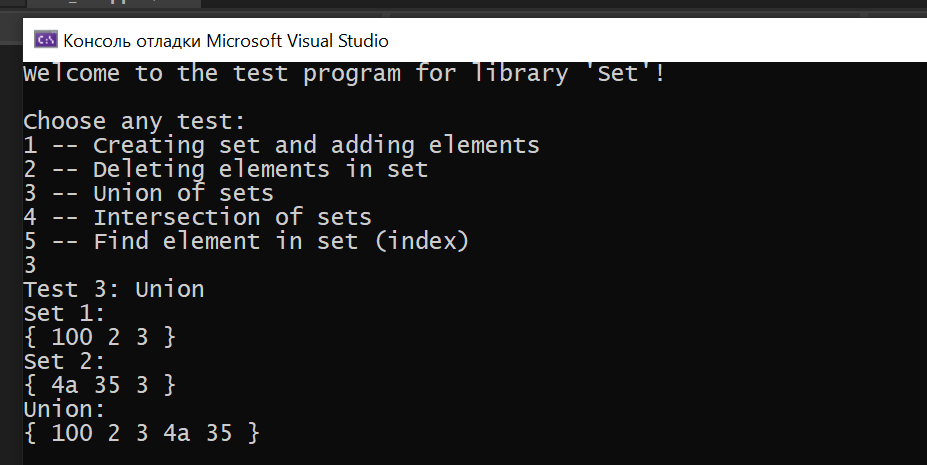 C:\ Консоль отладки Microsoft Visual Studio
Welcome to the test program for library 'Set'!
Choose any test:
1 -- Creating set and adding elements
2 -- Deleting elements in set
3 -- Union of sets
4 -- Intersection of sets
5 -- Find element in set (index)
3
Test 3: Union
Set 1:
{ 100 2 3 }
Set 2:
{ 4a 35 3 }
Union:
{ 100 2 3 4a 35 }